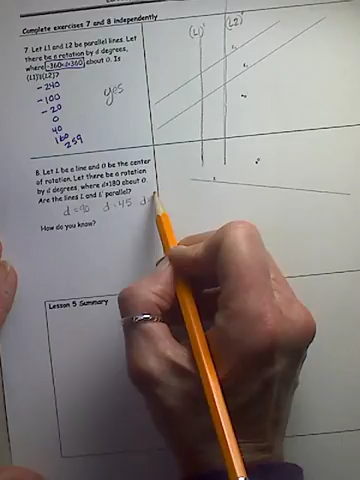 Complete exercises 7 and 8 independently
7 Let L1 and L2 be parallel lines. Let
there be a rotation by d degrees,
where -360<d<360 about O. Is
(L1)'||(L2)'?
- 240
- 100
- 20
0
40
160
259
yes
(L1)'
(L2)'
8. Let L be a line and O be the center
of rotation. Let there be a rotation
by d degrees, where d≠180 about O.
Are the lines L and L' parallel?
d=90 d=45 d=
How do you know?
Lesson 5 Summary